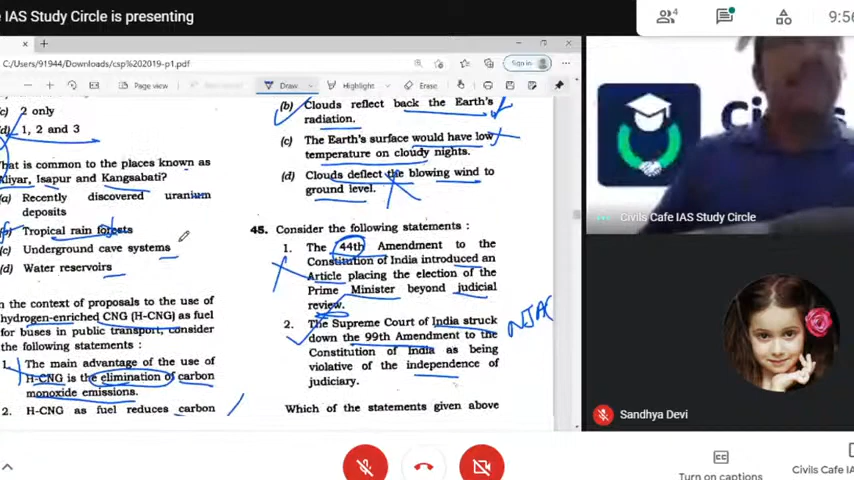 e IAS Study Circle is presenting
4
9:56
91944/Downloads/csp%202019-p1.pdf
Sign in
Page view
Draw
Highlight
Erase
2 only
1, 2 and 3
What is common to the places known as
Aliyar, Isapur and Kangsabati?
(a) Recently discovered uranium
deposits
(b) Tropical rain forests
(c) Underground cave systems
(d) Water reservoirs
In the context of proposals to the use of
hydrogen-enriched CNG (H-CNG) as fuel
for buses in public transport, consider
the following statements :
1. The main advantage of the use of
H-CNG is the elimination of carbon
monoxide emissions.
2. H-CNG as fuel reduces carbon
(b) Clouds reflect back the Earth's
radiation.
(c) The Earth's surface would have low
temperature on cloudy nights.
(d) Clouds deflect the blowing wind to
ground level.
45. Consider the following statements :
1. The 44th Amendment to the
Constitution of India introduced an
Article placing the election of the
Prime Minister beyond judicial
review.
2. The Supreme Court of India struck
down the 99th Amendment to the
Constitution of India as being
violative of the independence of
judiciary.
NJAC
Which of the statements given above
Civ
Civils Cafe IAS Study Circle
Sandhya Devi
Turn on captions
Civils Cafe IA